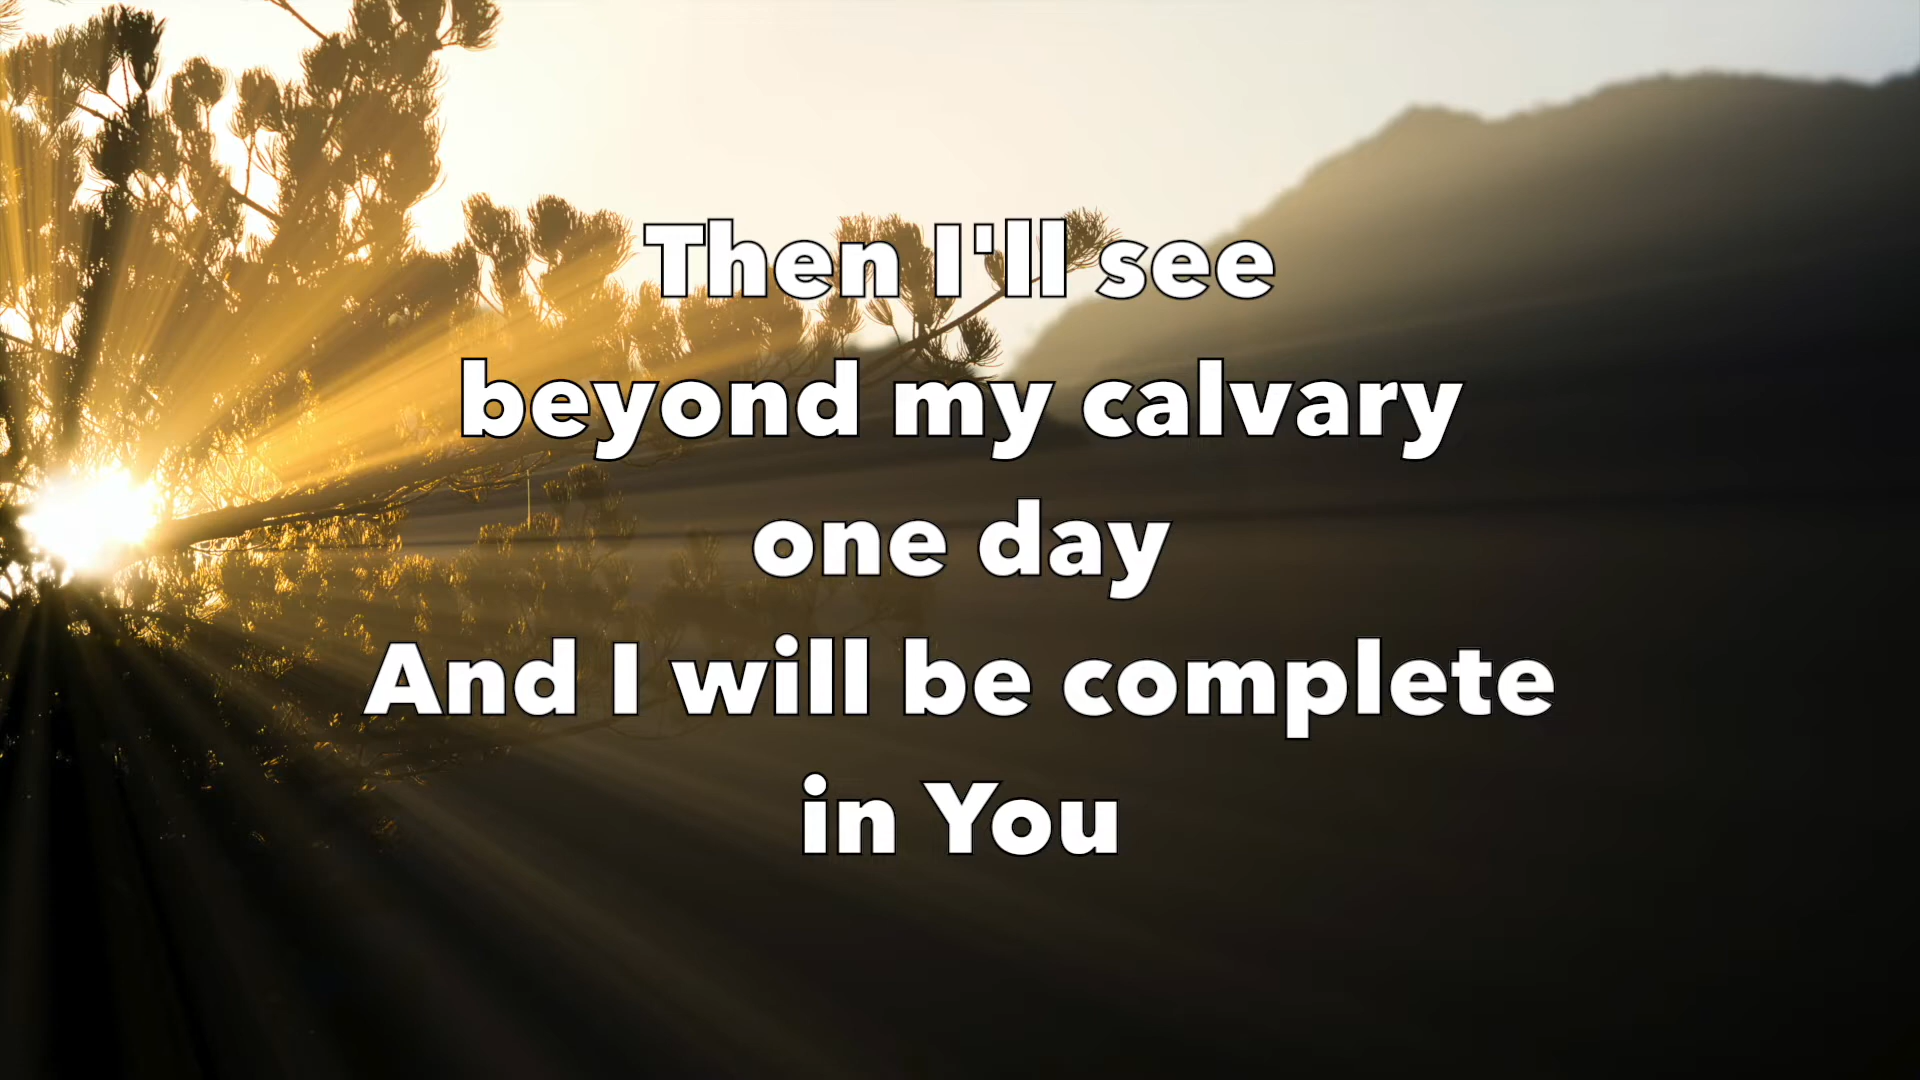 Then I'll see
beyond my calvary
one day
And I will be complete
in You